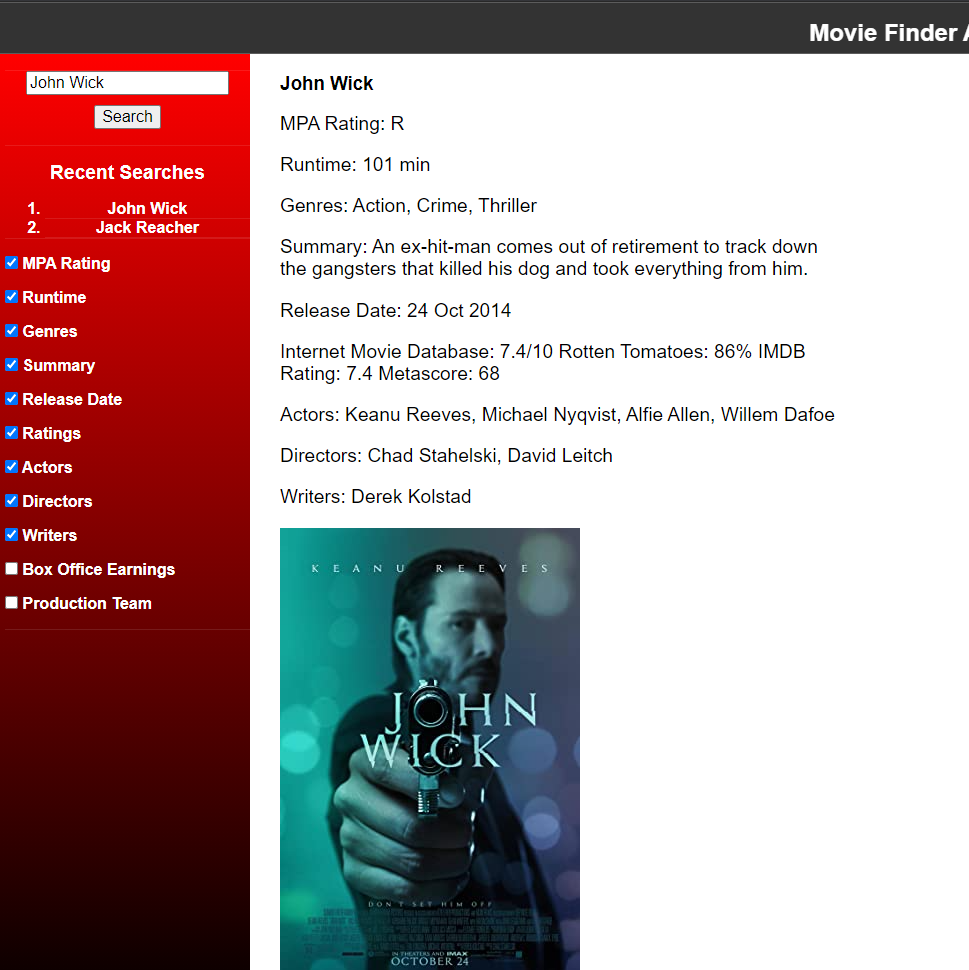 Movie Finder
John Wick
Search
Recent Searches
1. John Wick
2. Jack Reacher
MPA Rating
Runtime
Genres
Summary
Release Date
Ratings
Actors
Directors
Writers
Box Office Earnings
Production Team
John Wick
MPA Rating: R
Runtime: 101 min
Genres: Action, Crime, Thriller
Summary: An ex-hit-man comes out of retirement to track down
the gangsters that killed his dog and took everything from him.
Release Date: 24 Oct 2014
Internet Movie Database: 7.4/10 Rotten Tomatoes: 86% IMDB
Rating: 7.4 Metascore: 68
Actors: Keanu Reeves, Michael Nyqvist, Alfie Allen, Willem Dafoe
Directors: Chad Stahelski, David Leitch
Writers: Derek Kolstad
KEANU REEVES
JOHN
WICK
DON'T SET HIM OFF
IN THEATERS AND IMAX
OCTOBER 24